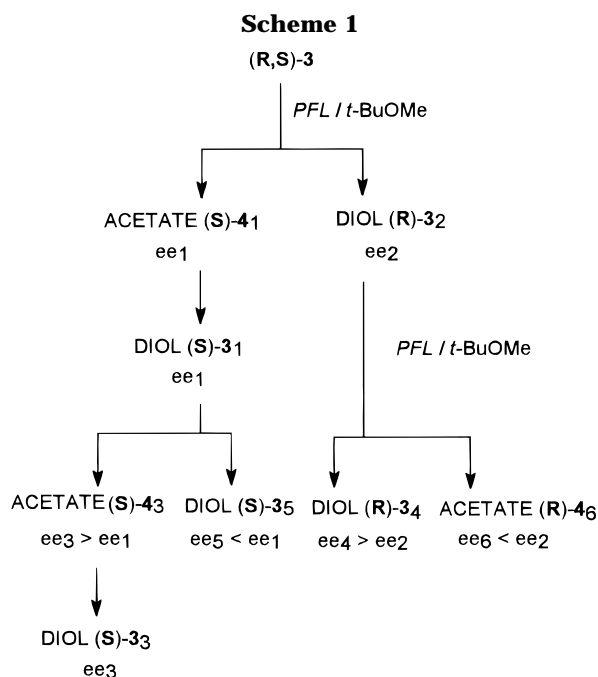 Scheme 1
(R,S)-3
PFL / t-BuOMe
ACETATE (S)-41 DIOL (R)-32
ee1 ee2
DIOL (S)-31
ee1
PFL / t-BuOMe
ACETATE (S)-43 DIOL (S)-35 DIOL (R)-34 ACETATE (R)-46
ee3 > ee1 ee5 < ee1 ee4 > ee2 ee6 < ee2
DIOL (S)-33
ee3